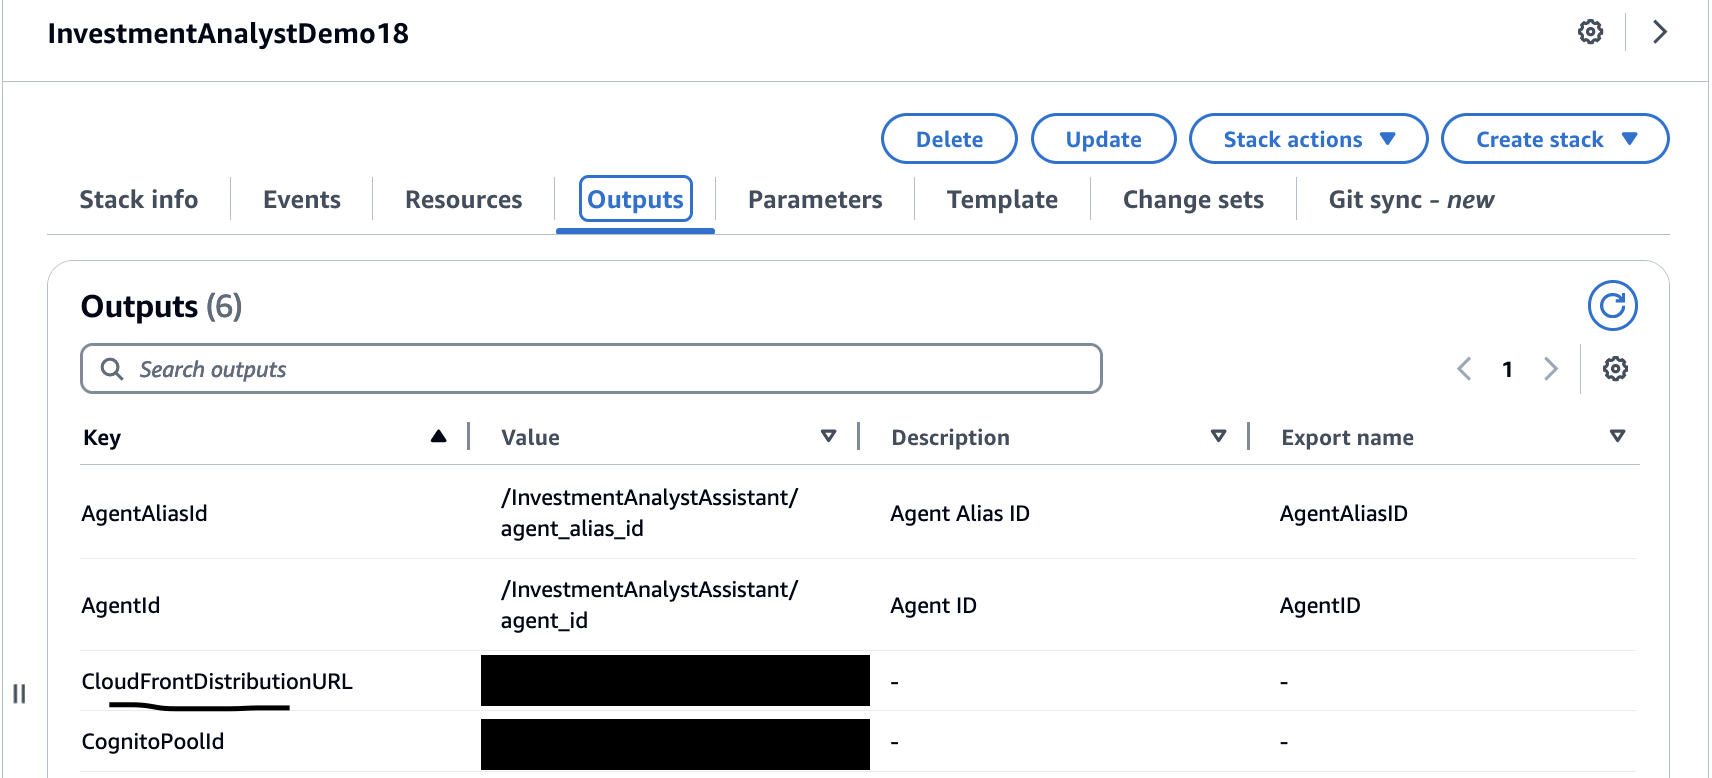 InvestmentAnalystDemo18
Delete
Update
Stack actions
Create stack
Stack info
Events
Resources
Outputs
Parameters
Template
Change sets
Git sync - new
Outputs (6)
Search outputs
1
Key
Value
Description
Export name
AgentAliasId
/InvestmentAnalystAssistant/
agent_alias_id
Agent Alias ID
AgentAliasID
AgentId
/InvestmentAnalystAssistant/
agent_id
Agent ID
AgentID
CloudFrontDistributionURL
-
-
CognitoPoolId
-
-